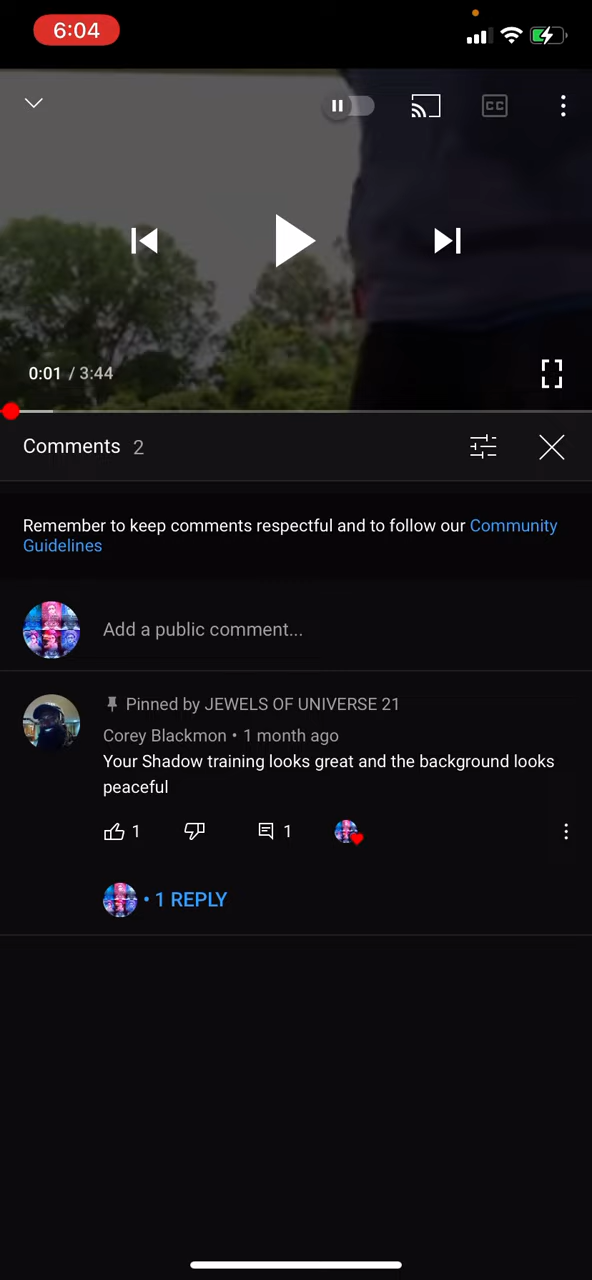 6:04
CC
0:01 / 3:44
Comments 2
Remember to keep comments respectful and to follow our Community
Guidelines
Add a public comment...
Pinned by JEWELS OF UNIVERSE 21
Corey Blackmon • 1 month ago
Your Shadow training looks great and the background looks
peaceful
1 1
• 1 REPLY